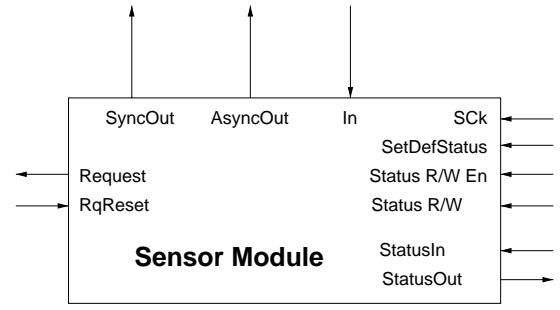 SyncOut AsyncOut In SCk
SetDefStatus
Request Status R/W En
RqReset Status R/W
Sensor Module StatusIn
StatusOut